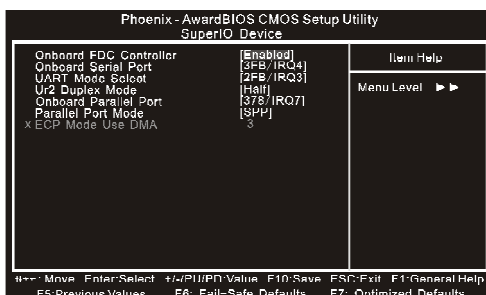 Phoenix - AwardBIOS CMOS Setup Utility
SuperIO Device
Onboard FDC Controller [Enabled]
Onboard Serial Port [3FB/IRQ4]
UART Mode Select [2FB/IRQ3]
Ur2 Duplex Mode [Half]
Onboard Parallel Port [378/IRQ7]
Parallel Port Mode [SPP]
x ECP Mode Use DMA 3
Item Help
Menu Level ►►
Move Enter:Select +/-/PU/PD:Value F10:Save ESC:Exit F1:General Help
F5:Previous Values F6: Fail-Safe Defaults F7: Optimized Defaults